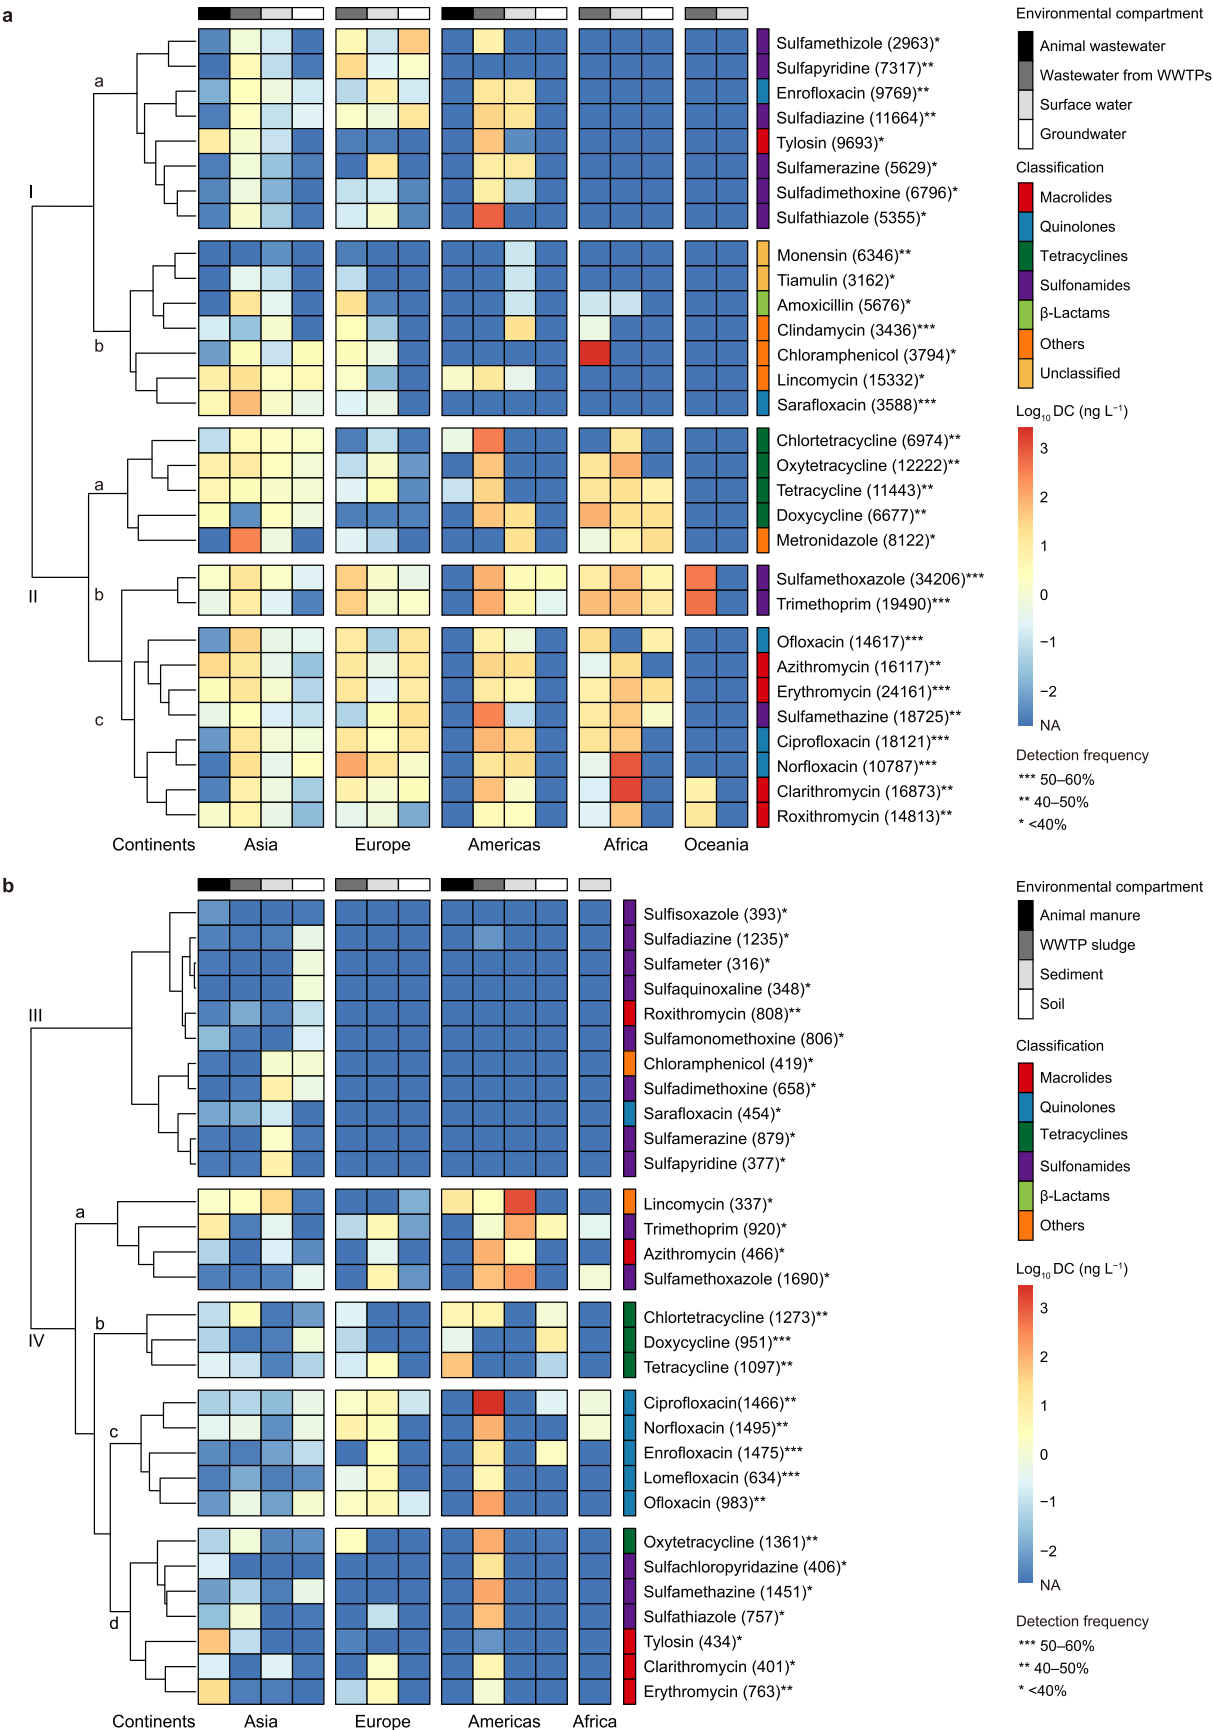 a
Environmental compartment
Animal wastewater
Wastewater from WWTPs
Surface water
Groundwater
Classification
Macrolides
Quinolones
Tetracyclines
Sulfonamides
β-Lactams
Others
Unclassified
Log₁₀ DC (ng L⁻¹)
3
2
1
0
−1
−2
NA
Detection frequency
*** 50–60%
** 40–50%
* <40%
I
a
b
II
a
b
c
Sulfamethizole (2963)*
Sulfapyridine (7317)**
Enrofloxacin (9769)**
Sulfadiazine (11664)**
Tylosin (9693)*
Sulfamerazine (5629)*
Sulfadimethoxine (6796)*
Sulfathiazole (5355)*
Monensin (6346)**
Tiamulin (3162)*
Amoxicillin (5676)*
Clindamycin (3436)***
Chloramphenicol (3794)*
Lincomycin (15332)*
Sarafloxacin (3588)***
Chlortetracycline (6974)**
Oxytetracycline (12222)**
Tetracycline (11443)**
Doxycycline (6677)**
Metronidazole (8122)*
Sulfamethoxazole (34206)***
Trimethoprim (19490)***
Ofloxacin (14617)***
Azithromycin (16117)**
Erythromycin (24161)***
Sulfamethazine (18725)**
Ciprofloxacin (18121)***
Norfloxacin (10787)***
Clarithromycin (16873)**
Roxithromycin (14813)**
Continents Asia Europe Americas Africa Oceania
b
Environmental compartment
Animal manure
WWTP sludge
Sediment
Soil
Classification
Macrolides
Quinolones
Tetracyclines
Sulfonamides
β-Lactams
Others
Log₁₀ DC (ng L⁻¹)
3
2
1
0
−1
−2
NA
Detection frequency
*** 50–60%
** 40–50%
* <40%
III
IV
a
b
c
d
Sulfisoxazole (393)*
Sulfadiazine (1235)*
Sulfameter (316)*
Sulfaquinoxaline (348)*
Roxithromycin (808)**
Sulfamonomethoxine (806)*
Chloramphenicol (419)*
Sulfadimethoxine (658)*
Sarafloxacin (454)*
Sulfamerazine (879)*
Sulfapyridine (377)*
Lincomycin (337)*
Trimethoprim (920)*
Azithromycin (466)*
Sulfamethoxazole (1690)*
Chlortetracycline (1273)**
Doxycycline (951)***
Tetracycline (1097)**
Ciprofloxacin(1466)**
Norfloxacin (1495)**
Enrofloxacin (1475)***
Lomefloxacin (634)***
Ofloxacin (983)**
Oxytetracycline (1361)**
Sulfachloropyridazine (406)*
Sulfamethazine (1451)*
Sulfathiazole (757)*
Tylosin (434)*
Clarithromycin (401)*
Erythromycin (763)**
Continents Asia Europe Americas Africa